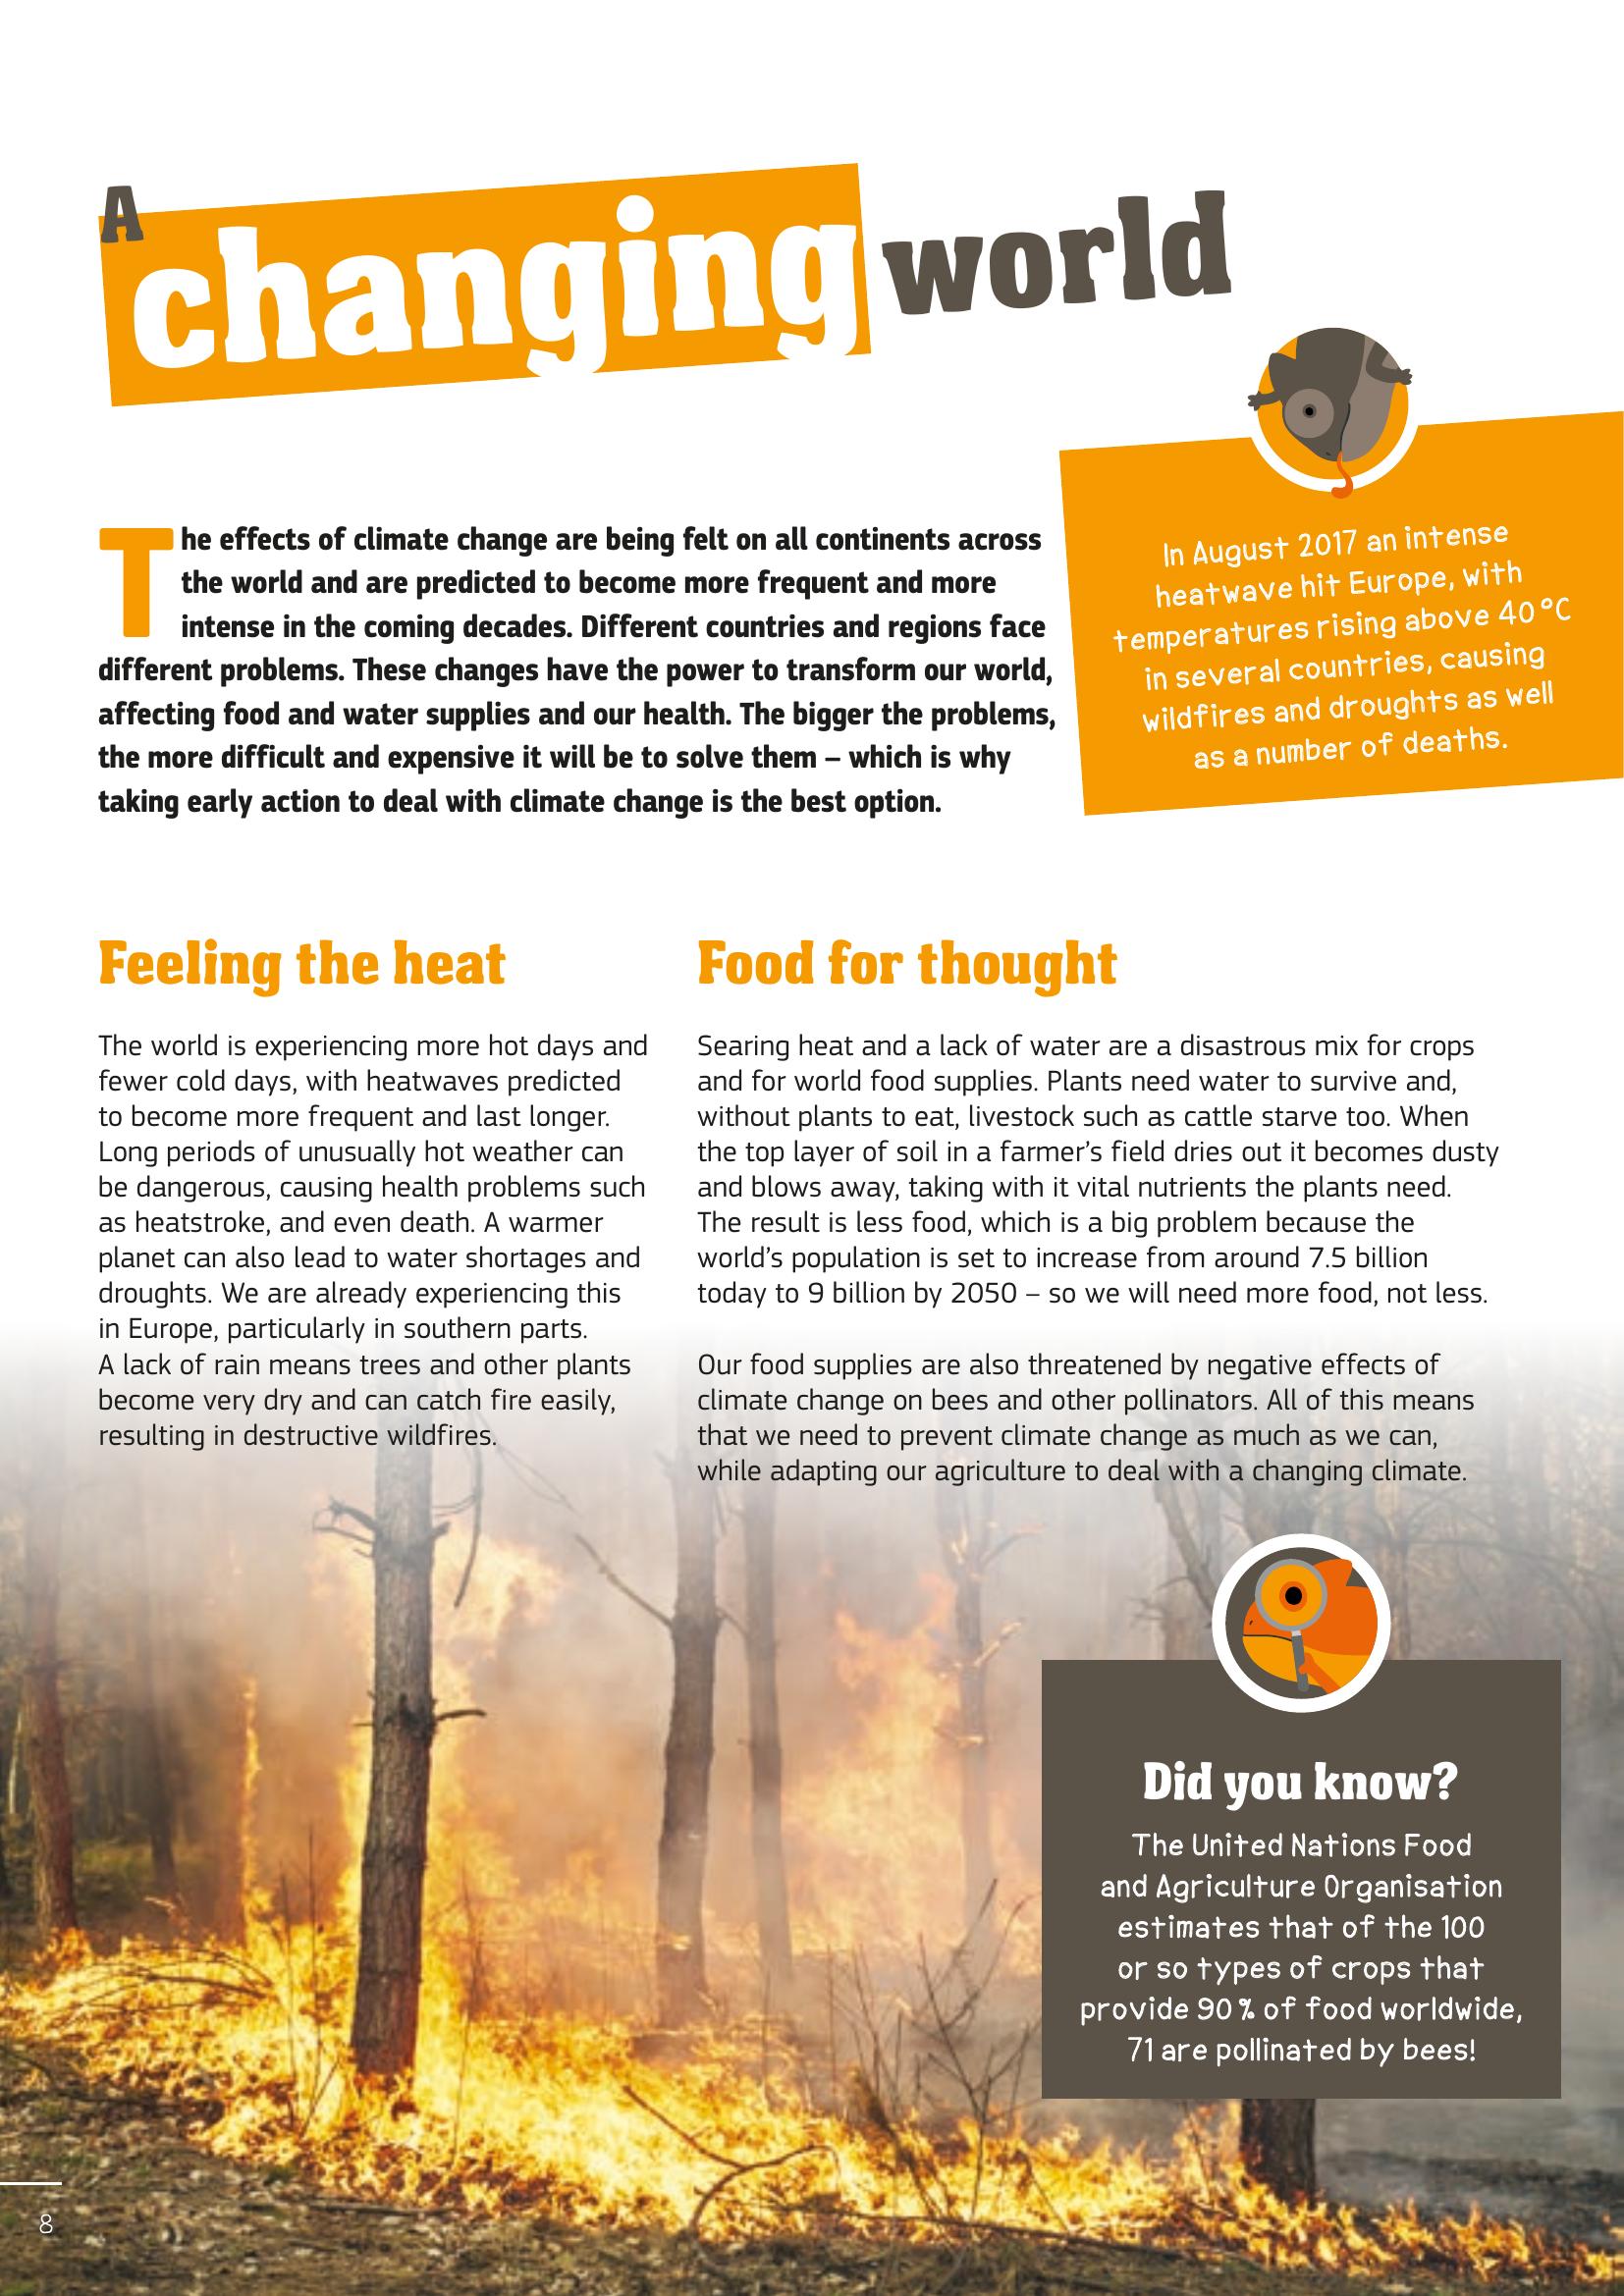 A
changing world
In August 2017 an intense
heatwave hit Europe, with
temperatures rising above 40 °C
in several countries, causing
wildfires and droughts as well
as a number of deaths.
The effects of climate change are being felt on all continents across
the world and are predicted to become more frequent and more
intense in the coming decades. Different countries and regions face
different problems. These changes have the power to transform our world,
affecting food and water supplies and our health. The bigger the problems,
the more difficult and expensive it will be to solve them – which is why
taking early action to deal with climate change is the best option.
Feeling the heat
The world is experiencing more hot days and
fewer cold days, with heatwaves predicted
to become more frequent and last longer.
Long periods of unusually hot weather can
be dangerous, causing health problems such
as heatstroke, and even death. A warmer
planet can also lead to water shortages and
droughts. We are already experiencing this
in Europe, particularly in southern parts.
A lack of rain means trees and other plants
become very dry and can catch fire easily,
resulting in destructive wildfires.
Food for thought
Searing heat and a lack of water are a disastrous mix for crops
and for world food supplies. Plants need water to survive and,
without plants to eat, livestock such as cattle starve too. When
the top layer of soil in a farmer's field dries out it becomes dusty
and blows away, taking with it vital nutrients the plants need.
The result is less food, which is a big problem because the
world's population is set to increase from around 7.5 billion
today to 9 billion by 2050 – so we will need more food, not less.
Our food supplies are also threatened by negative effects of
climate change on bees and other pollinators. All of this means
that we need to prevent climate change as much as we can,
while adapting our agriculture to deal with a changing climate.
Did you know?
The United Nations Food
and Agriculture Organisation
estimates that of the 100
or so types of crops that
provide 90 % of food worldwide,
71 are pollinated by bees!
8